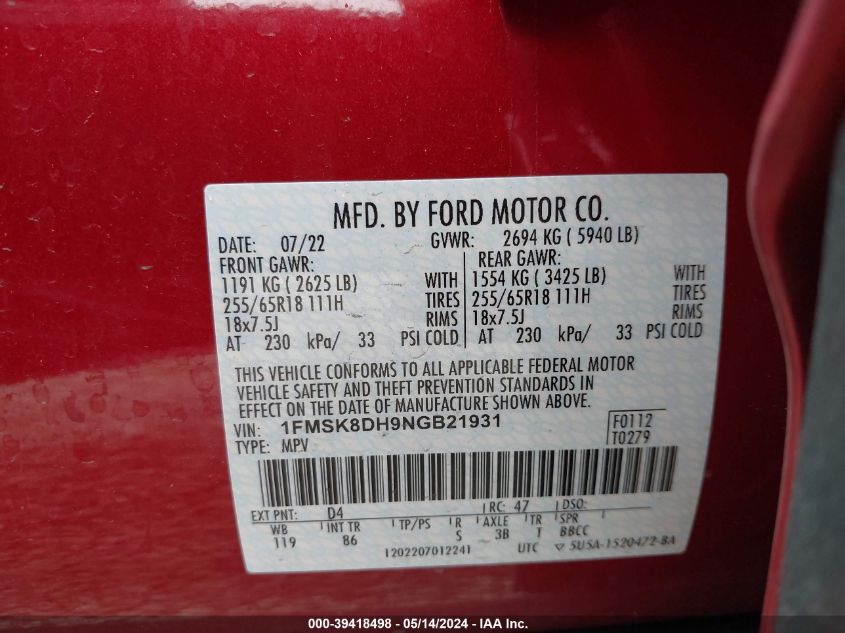 MFD. BY FORD MOTOR CO.
DATE: 07/22 GVWR: 2694 KG ( 5940 LB)
FRONT GAWR: REAR GAWR:
1191 KG ( 2625 LB) WITH 1554 KG ( 3425 LB) WITH
255/65R18 111H TIRES 255/65R18 111H TIRES
18x7.5J RIMS 18x7.5J RIMS
AT 230 kPa/ 33 PSI COLD AT 230 kPa/ 33 PSI COLD
THIS VEHICLE CONFORMS TO ALL APPLICABLE FEDERAL MOTOR
VEHICLE SAFETY AND THEFT PREVENTION STANDARDS IN
EFFECT ON THE DATE OF MANUFACTURE SHOWN ABOVE.
VIN: 1FMSK8DH9NGB21931 F0112
TYPE: MPV T0279
EXT PNT: D4 RC: 47 DSO:
WB INT TR TP/PS R AXLE TR SPR
119 86 S 3B T BBCC
1202207012241 UTC ▽ 5U5A-1520472-BA
000-39418498 - 05/14/2024 - IAA Inc.